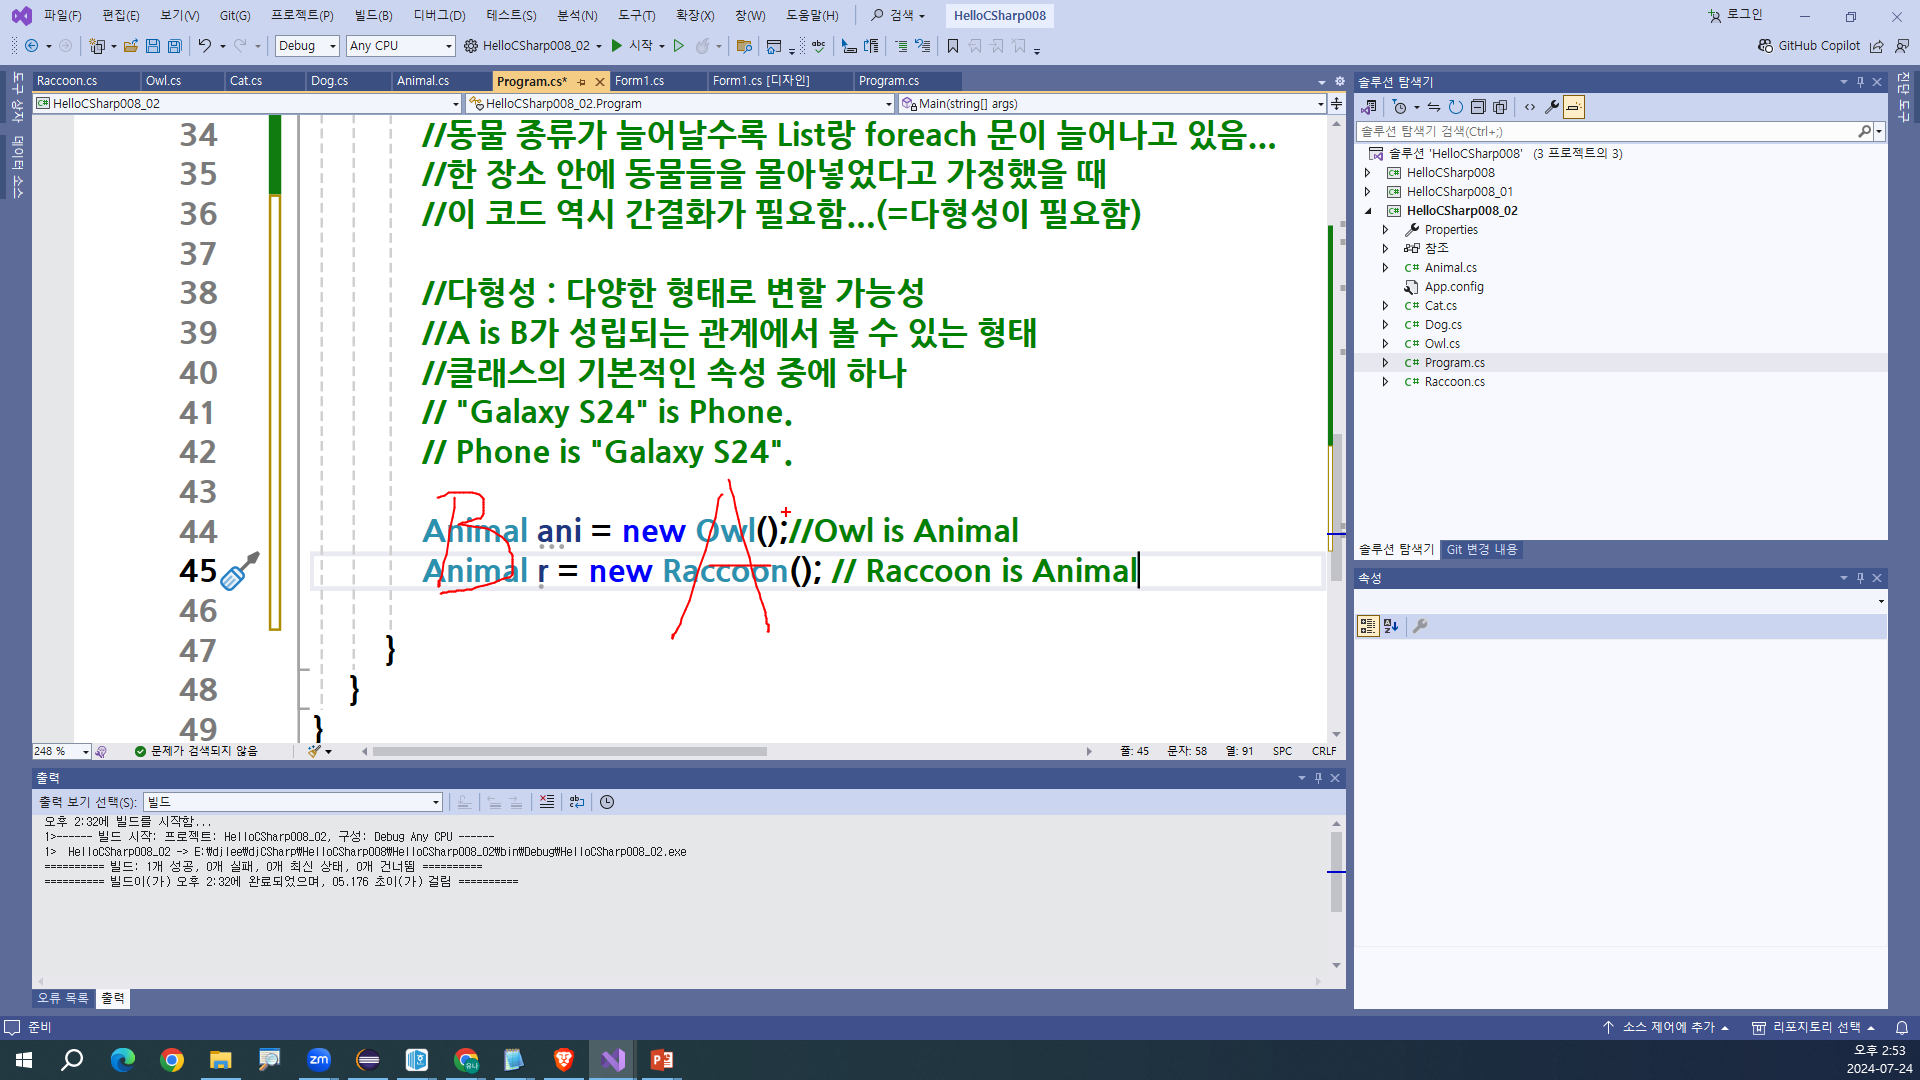 파일(F) 편집(E) 보기(V) Git(G) 프로젝트(P) 빌드(B) 디버그(D) 테스트(S) 분석(N) 도구(T) 확장(X) 창(W) 도움말(H) 검색 HelloCSharp008 로그인
Debug Any CPU HelloCSharp008_02 시작 GitHub Copilot
Raccoon.cs Owl.cs Cat.cs Dog.cs Animal.cs Program.cs* Form1.cs Form1.cs [디자인] Program.cs
HelloCSharp008_02 HelloCSharp008_02.Program Main(string[] args)
도구 상자
데이터 소스
34 //동물 종류가 늘어날수록 List랑 foreach 문이 늘어나고 있음...
35 //한 장소 안에 동물들을 몰아넣었다고 가정했을 때
36 //이 코드 역시 간결화가 필요함...(=다형성이 필요함)
37
38 //다형성 : 다양한 형태로 변할 가능성
39 //A is B가 성립되는 관계에서 볼 수 있는 형태
40 //클래스의 기본적인 속성 중에 하나
41 // "Galaxy S24" is Phone.
42 // Phone is "Galaxy S24".
43
B A
44 Animal ani = new Owl();//Owl is Animal
45 Animal r = new Raccoon(); // Raccoon is Animal
46
47 }
48 }
49 }
248 % 문제가 검색되지 않음 줄: 45 문자: 58 열: 91 SPC CRLF
출력
출력 보기 선택(S): 빌드
오후 2:32에 빌드를 시작함...
1>------ 빌드 시작: 프로젝트: HelloCSharp008_02, 구성: Debug Any CPU ------
1>  HelloCSharp008_02 -> E:₩djlee₩djCSharp₩HelloCSharp008₩HelloCSharp008_02₩bin₩Debug₩HelloCSharp008_02.exe
========== 빌드: 1개 성공, 0개 실패, 0개 최신 상태, 0개 건너뜀 ==========
========== 빌드이(가) 오후 2:32에 완료되었으며, 05.176 초이(가) 걸림 ==========
오류 목록 출력
솔루션 탐색기
솔루션 탐색기 검색(Ctrl+;)
솔루션 'HelloCSharp008' (3 프로젝트의 3)
HelloCSharp008
HelloCSharp008_01
HelloCSharp008_02
Properties
참조
Animal.cs
App.config
Cat.cs
Dog.cs
Owl.cs
Program.cs
Raccoon.cs
솔루션 탐색기 Git 변경 내용
속성
진단 도구
준비 소스 제어에 추가 리포지토리 선택
오후 2:53
2024-07-24